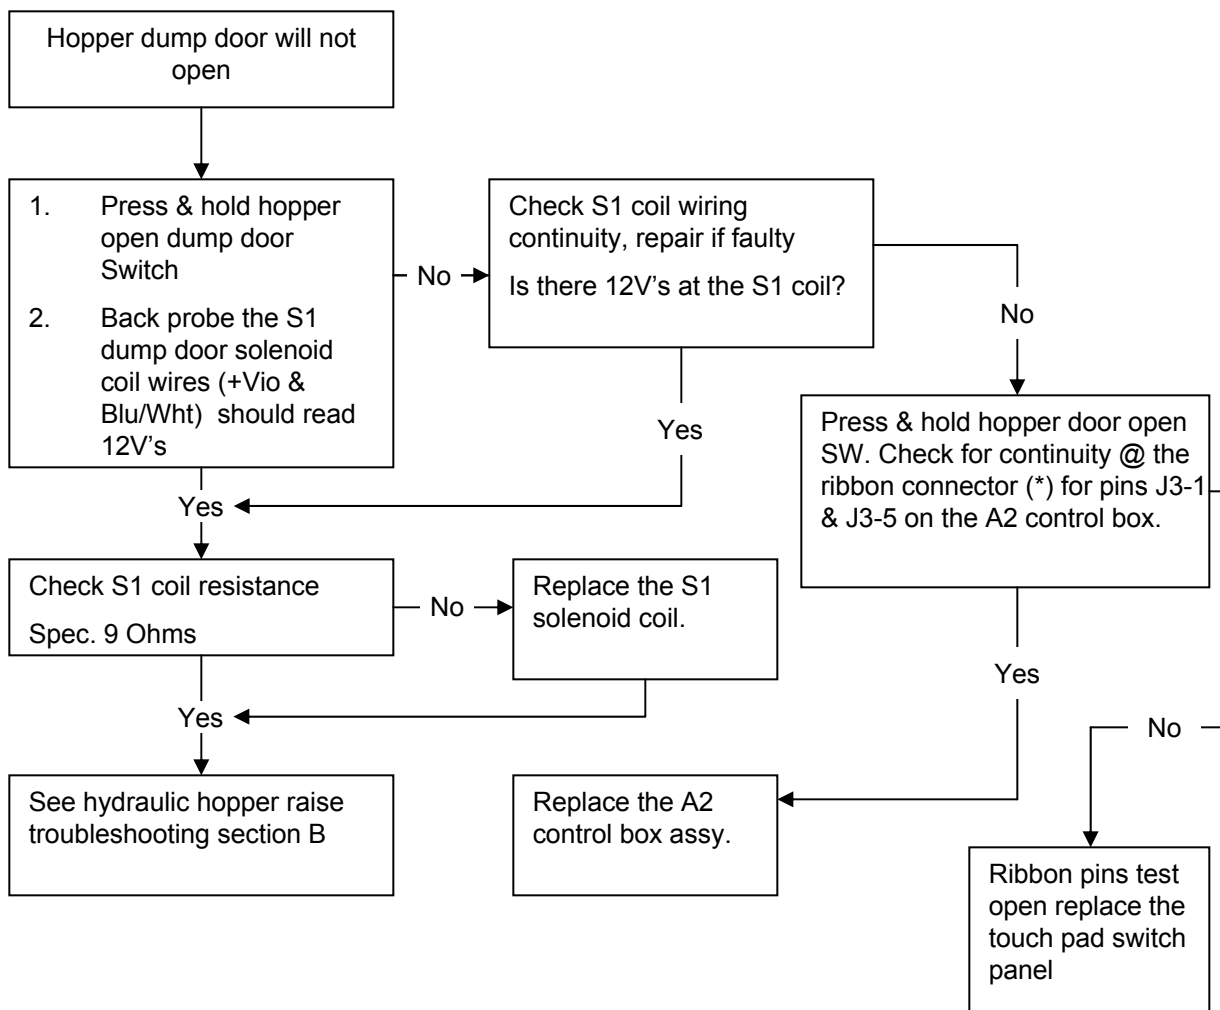 Hopper dump door will not
open
1. Press & hold hopper
open dump door
Switch
2. Back probe the S1
dump door solenoid
coil wires (+Vio &
Blu/Wht) should read
12V's
No
Check S1 coil wiring
continuity, repair if faulty
Is there 12V's at the S1 coil?
No
Yes
Press & hold hopper door open
SW. Check for continuity @ the
ribbon connector (*) for pins J3-1
& J3-5 on the A2 control box.
Yes
Check S1 coil resistance
Spec. 9 Ohms
No
Replace the S1
solenoid coil.
Yes
Yes
No
See hydraulic hopper raise
troubleshooting section B
Replace the A2
control box assy.
Ribbon pins test
open replace the
touch pad switch
panel